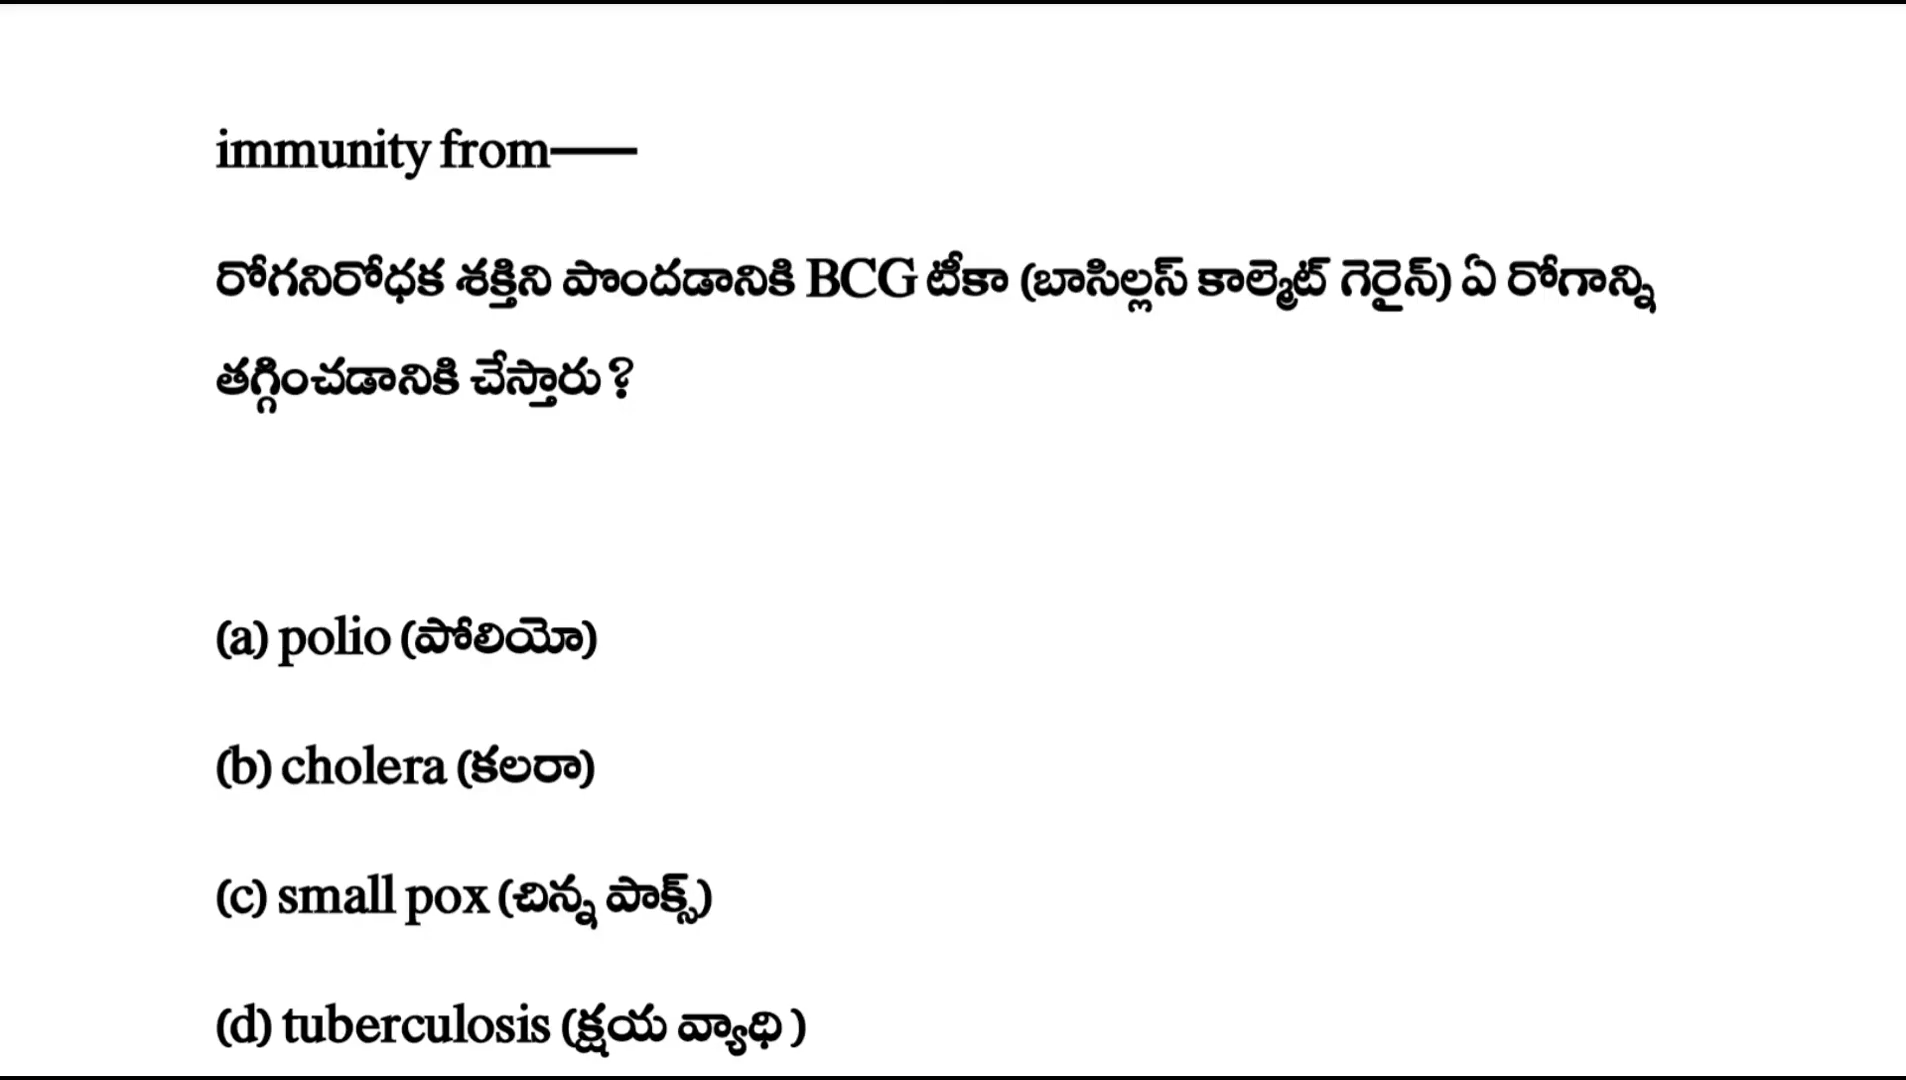 immunity from——
రోగనిరోధక శక్తిని పొందడానికి BCG టీకా (బాసిల్లస్ కాల్మెట్ గెరైన్) ఏ రోగాన్ని
తగ్గించడానికి చేస్తారు?
(a) polio (పోలియో)
(b) cholera (కలరా)
(c) small pox (చిన్న పాక్స్)
(d) tuberculosis (క్షయ వ్యాధి )